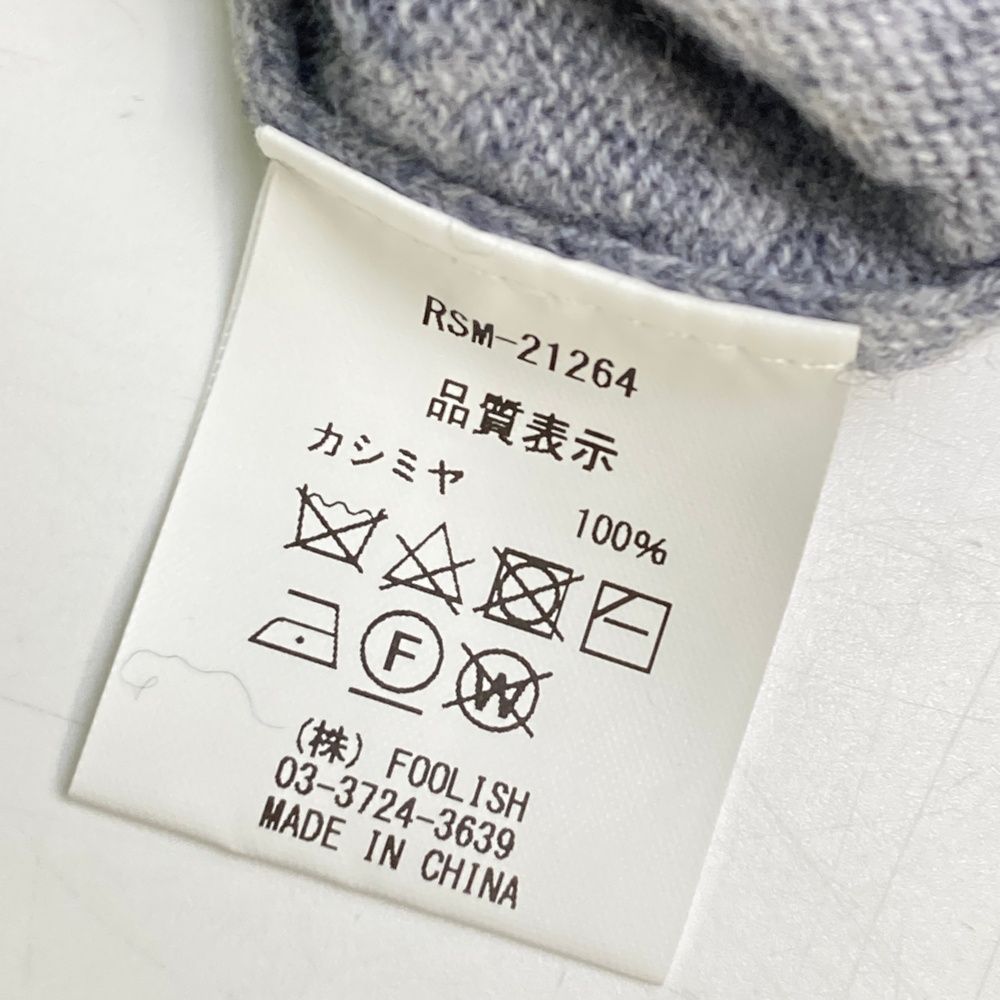 RSM-21264
品質表示
カシミヤ 100%
F W
(株) FOOLISH
03-3724-3639
MADE IN CHINA